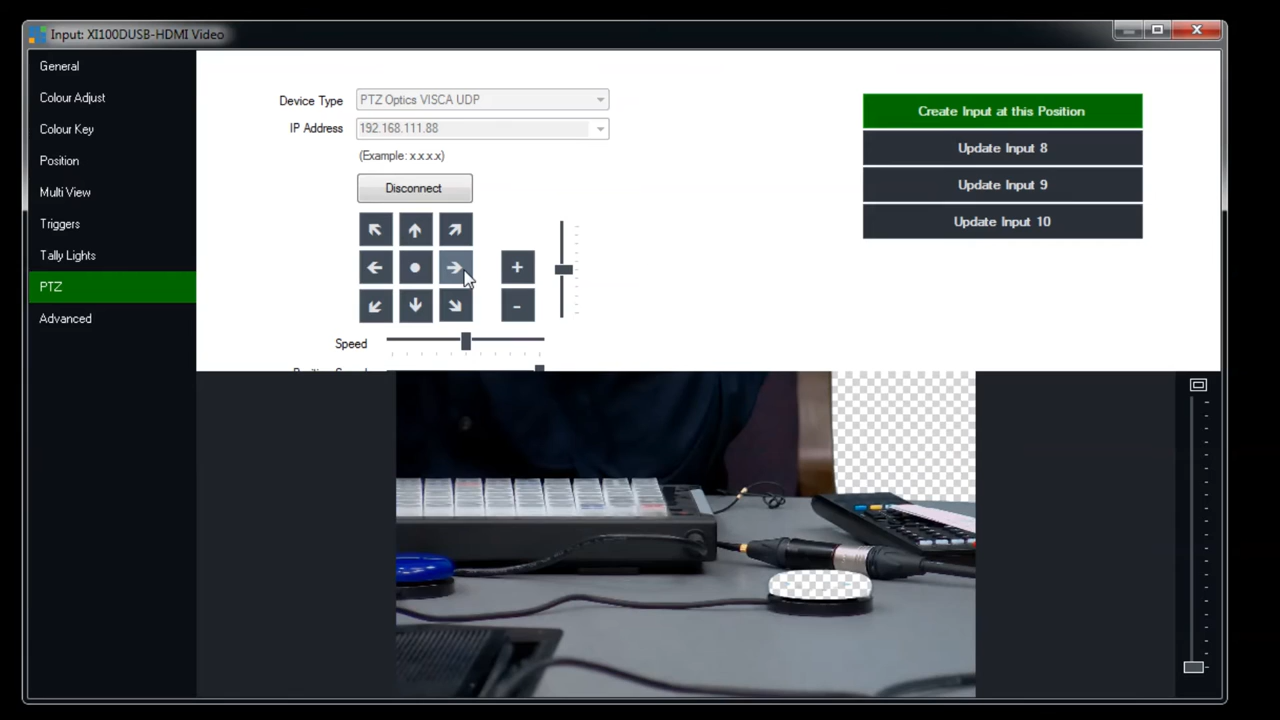 Input: XI100DUSB-HDMI Video
General
Colour Adjust
Colour Key
Position
Multi View
Triggers
Tally Lights
PTZ
Advanced
Device Type
PTZ Optics VISCA UDP
IP Address
192.168.111.88
(Example: x.x.x.x)
Disconnect
+
-
Speed
Create Input at this Position
Update Input 8
Update Input 9
Update Input 10